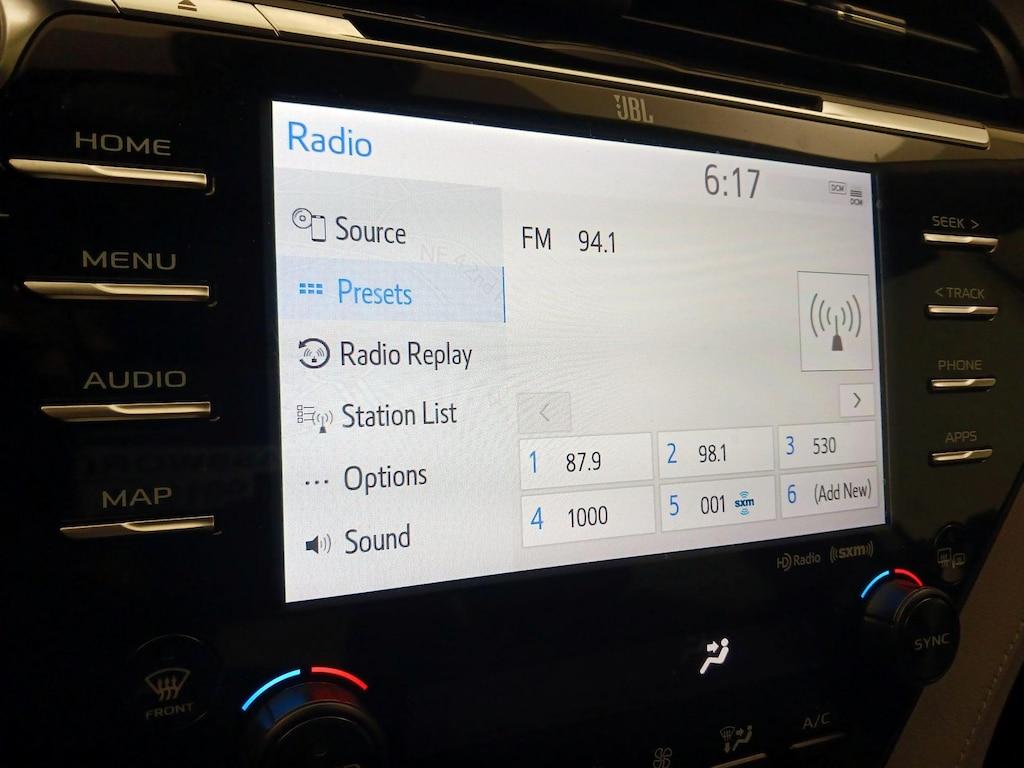 JBL
HOME
MENU
AUDIO
MAP
Radio
6:17
DCM
DCM
Source
Presets
Radio Replay
Station List
Options
Sound
FM 94.1
<
>
1 87.9
2 98.1
3 530
4 1000
5 001 sxm
6 (Add New)
HD Radio ((sxm))
SEEK >
< TRACK
PHONE
APPS
SYNC
FRONT
A/C